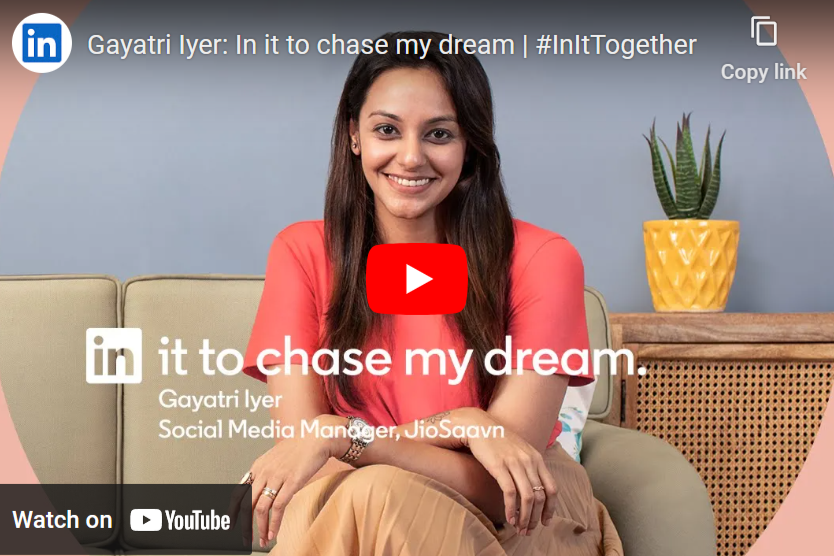 in Gayatri Iyer: In it to chase my dream | #InItTogether
Copy link
in it to chase my dream.
Gayatri Iyer
Social Media Manager, JioSaavn
Watch on YouTube